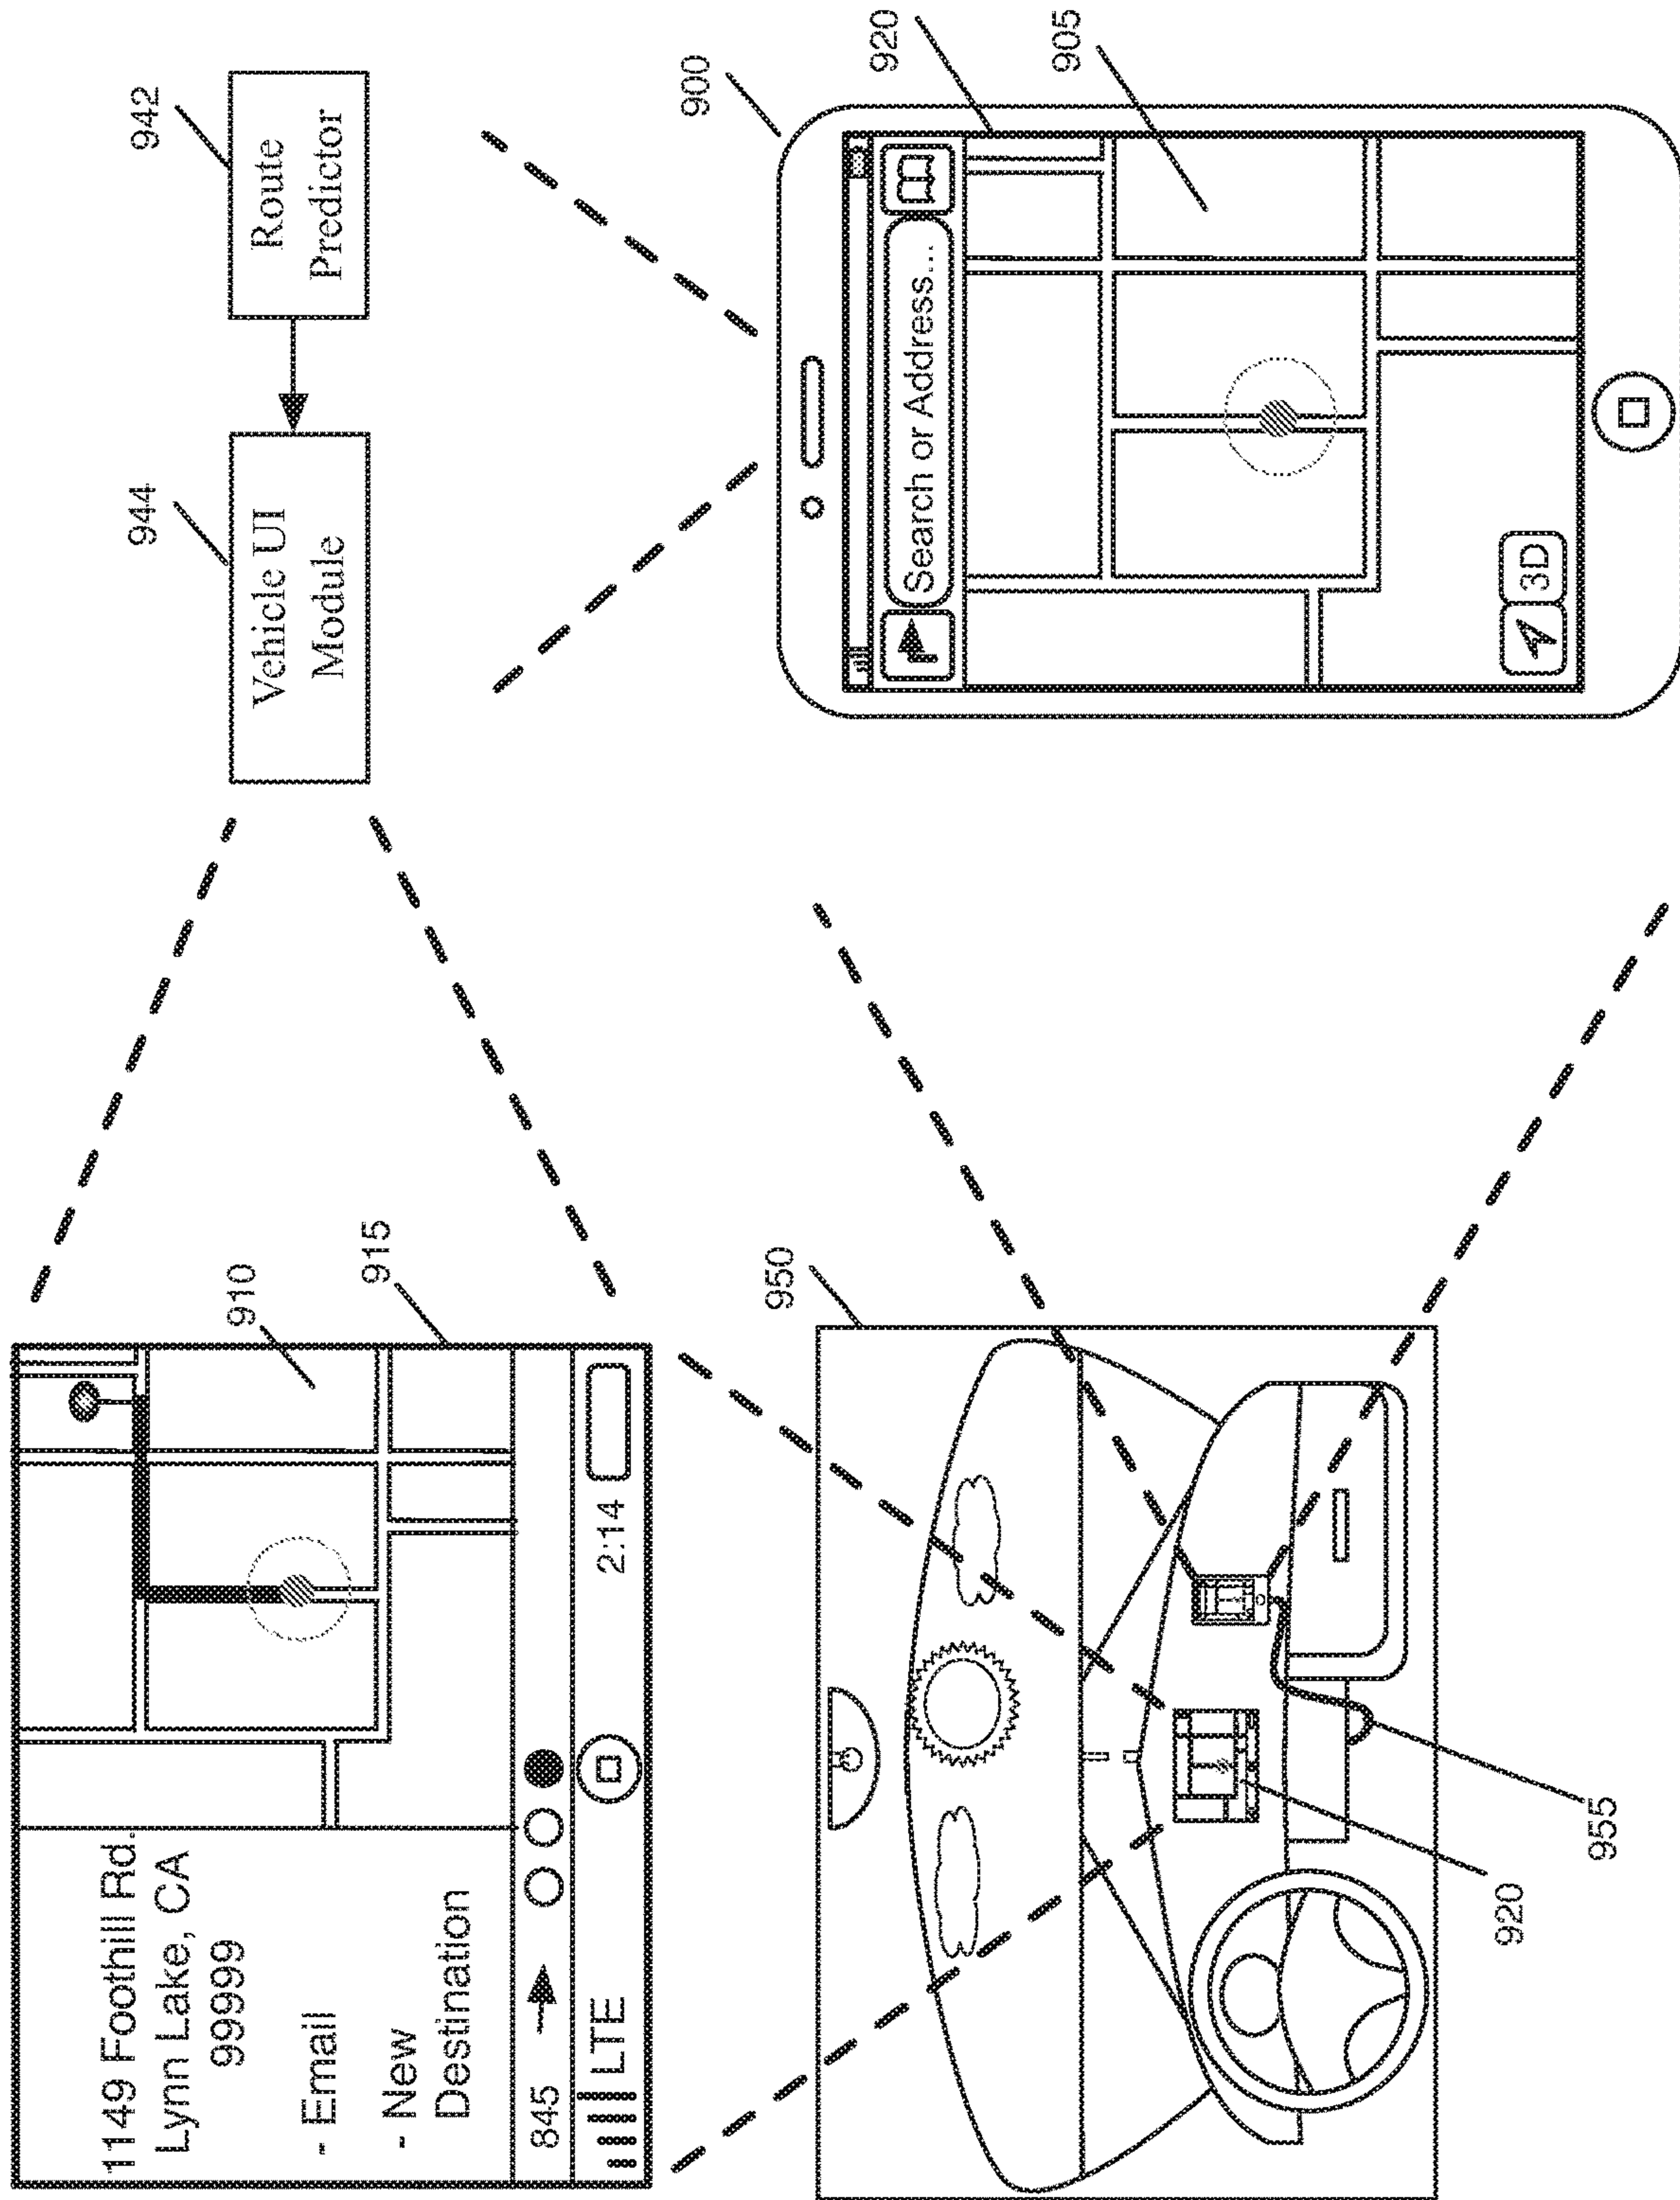 1149 Foothill Rd.
Lynn Lake, CA
99999
- Email
- New
Destination
845
LTE
2:14
910
915
944
Vehicle UI
Module
942
Route
Predictor
950
920
955
900
920
905
Search or Address...
3D